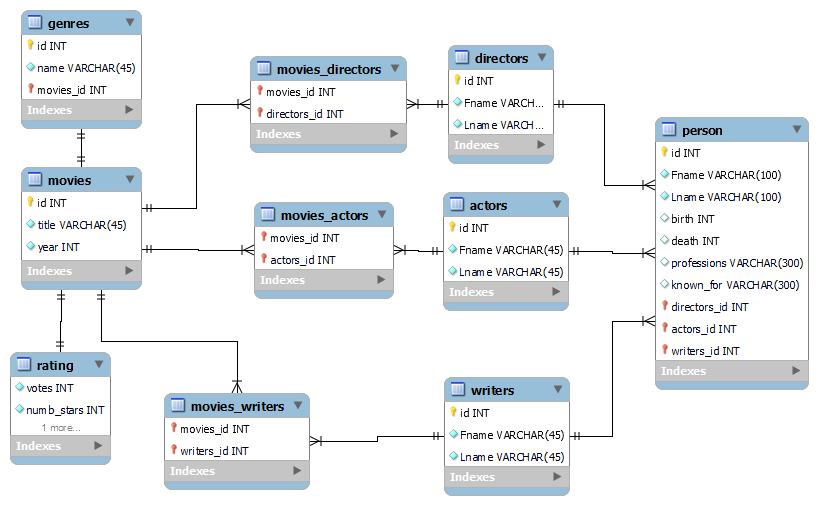 genres
id INT
name VARCHAR(45)
movies_id INT
Indexes
movies
id INT
title VARCHAR(45)
year INT
Indexes
rating
votes INT
numb_stars INT
1 more...
Indexes
movies_directors
movies_id INT
directors_id INT
Indexes
movies_actors
movies_id INT
actors_id INT
Indexes
movies_writers
movies_id INT
writers_id INT
Indexes
directors
id INT
Fname VARCH...
Lname VARCH...
Indexes
actors
id INT
Fname VARCHAR(45)
Lname VARCHAR(45)
Indexes
writers
id INT
Fname VARCHAR(45)
Lname VARCHAR(45)
Indexes
person
id INT
Fname VARCHAR(100)
Lname VARCHAR(100)
birth INT
death INT
professions VARCHAR(300)
known_for VARCHAR(300)
directors_id INT
actors_id INT
writers_id INT
Indexes